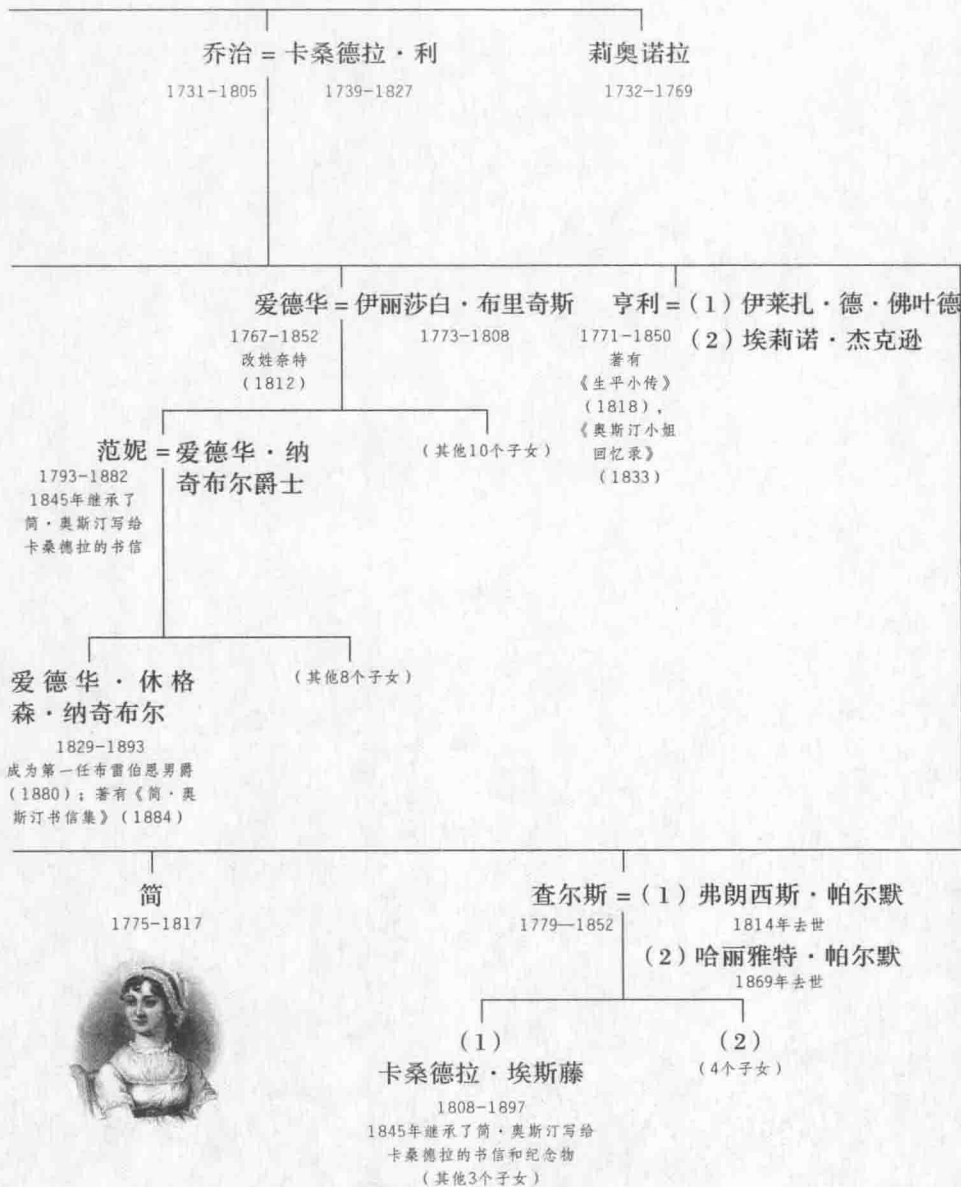 乔治 = 卡桑德拉·利
莉奥诺拉
1731-1805
1739-1827
1732-1769
爱德华 = 伊丽莎白·布里奇斯
亨利 = (1) 伊莱扎·德·佛叶德
(2) 埃莉诺·杰克逊
1767-1852
改姓奈特
(1812)
1773-1808
1771-1850
著有
《生平小传》
(1818)，
《奥斯汀小姐
回忆录》
(1833)
范妮 = 爱德华·纳
奇布尔爵士
(其他10个子女)
1793-1882
1845年继承了
简·奥斯汀写给
卡桑德拉的书信
爱德华·休格
森·纳奇布尔
(其他8个子女)
1829-1893
成为第一任布雷伯恩男爵
(1880)；著有《简·奥
斯汀书信集》(1884)
简
1775-1817
查尔斯 = (1) 弗朗西斯·帕尔默
1779—1852
1814年去世
(2) 哈丽雅特·帕尔默
1869年去世
(1)
卡桑德拉·埃斯藤
1808-1897
1845年继承了简·奥斯汀写给
卡桑德拉的书信和纪念物
(其他3个子女)
(2)
(4个子女)